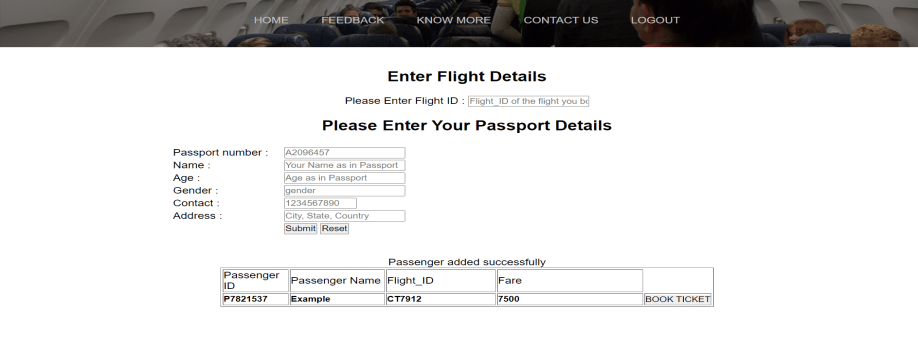 HOME FEEDBACK KNOW MORE CONTACT US LOGOUT
Enter Flight Details
Please Enter Flight ID : Flight_ID of the flight you bo
Please Enter Your Passport Details
Passport number : A2096457
Name : Your Name as in Passport
Age : Age as in Passport
Gender : gender
Contact : 1234567890
Address : City, State, Country
Submit Reset
Passenger added successfully
Passenger ID Passenger Name Flight_ID Fare
P7821537 Example CT7912 7500 BOOK TICKET